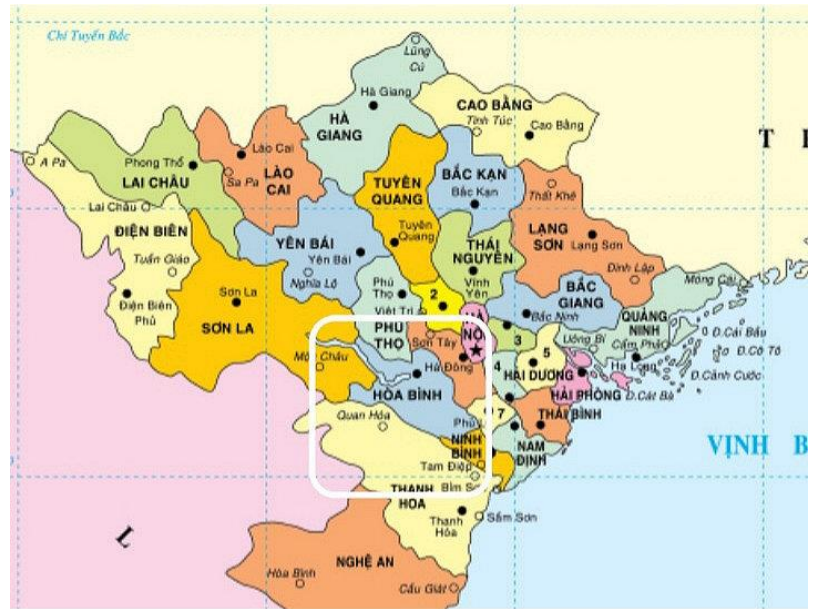 Chí Tuyến Bắc
Lũng
Cú
Hà Giang
HÀ
GIANG
CAO BẰNG
Tĩnh Túc
Cao Bằng
T
A Pa
Phong Thổ
LAI CHÂU
Lào Cai
Sa Pa
LÀO
CAI
TUYÊN
QUANG
BẮC KẠN
Bắc Kạn
Thất Khê
Lai Châu
ĐIỆN BIÊN
Tuần Giáo
Điện Biên
Phủ
YÊN BÁI
Yên Bái
Nghĩa Lộ
Tuyên
Quang
THÁI
NGUYÊN
LẠNG
SƠN
Lạng Sơn
Đình Lập
Móng Cái
Sơn La
SƠN LA
Phú
Thọ
Việt Trì
PHÚ
THỌ
2
Vĩnh
Yên
BẮC
GIANG
Bắc Ninh
QUẢNG
NINH
Uông Bí
Cẩm Phả
Hạ Long
Đ.Cái Bầu
Đ.Cô Tô
Đ.Cảnh Cước
Đ.Cát Bà
Sơn Tây
NỘI
3
5
4
HẢI DƯƠNG
HẢI PHÒNG
Mộc Châu
Hà Đông
HÒA BÌNH
Quan Hóa
7
THÁI BÌNH
NINH
BÌNH
NAM
ĐỊNH
Tam Điệp
VỊNH B
THANH
HÓA
Thanh
Hóa
Sầm Sơn
L
NGHỆ AN
Hòa Bình
Cầu Giát